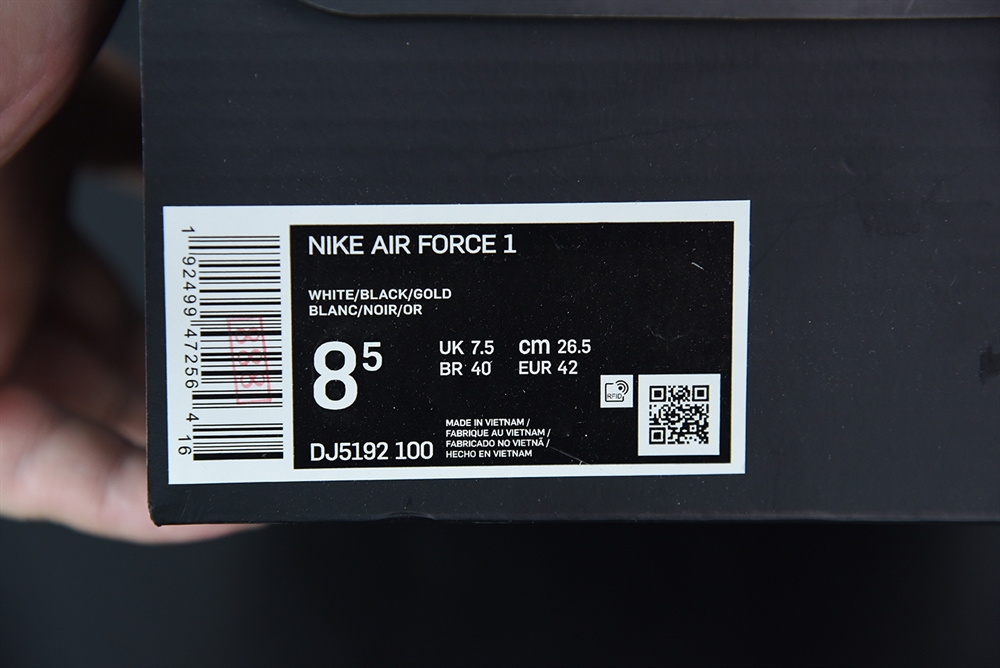 NIKE AIR FORCE 1
WHITE/BLACK/GOLD
BLANC/NOIR/OR
8⁵
UK 7.5 cm 26.5
BR 40 EUR 42
RFID
DJ5192 100
MADE IN VIETNAM /
FABRIQUE AU VIETNAM /
FABRICADO NO VIETNÃ /
HECHO EN VIETNAM
1 92499 47256 4 16
888